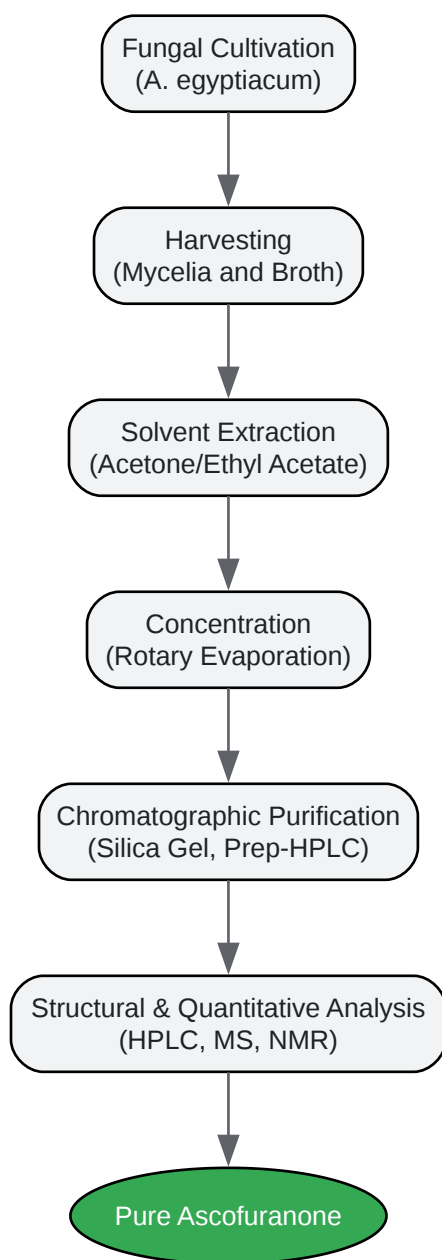 Fungal Cultivation
(A. egyptiacum)
Harvesting
(Mycelia and Broth)
Solvent Extraction
(Acetone/Ethyl Acetate)
Concentration
(Rotary Evaporation)
Chromatographic Purification
(Silica Gel, Prep-HPLC)
Structural & Quantitative Analysis
(HPLC, MS, NMR)
Pure Ascofuranone